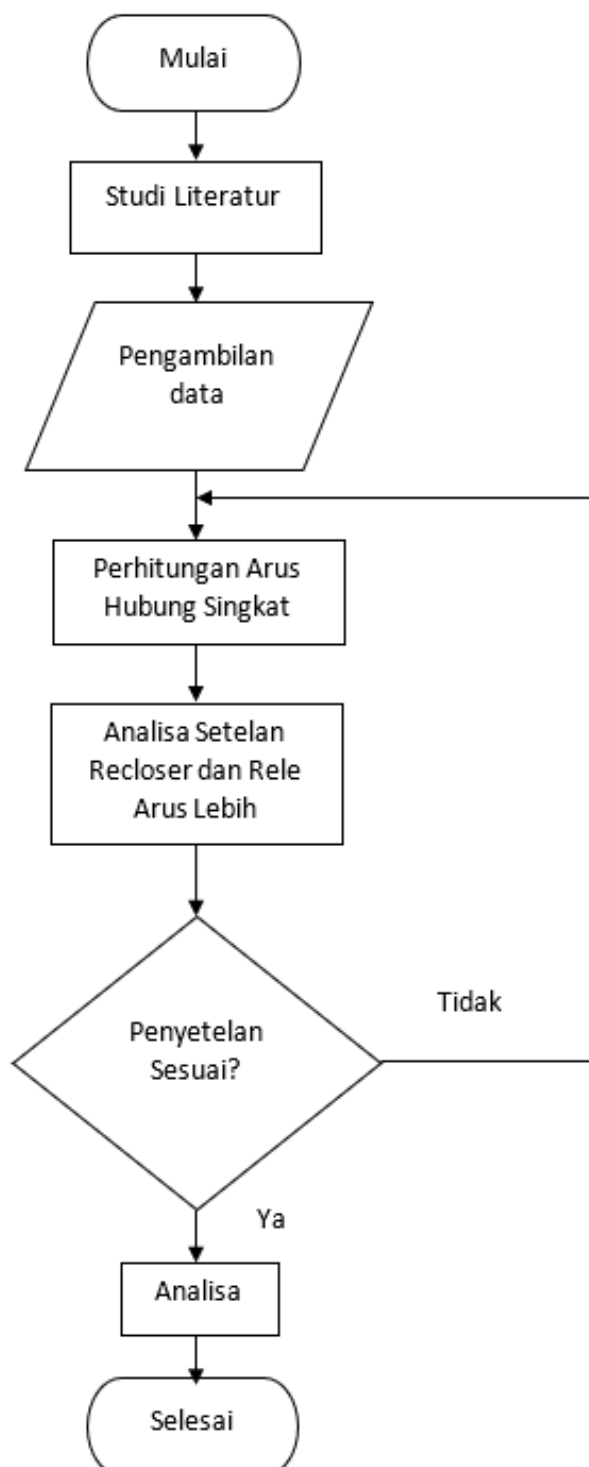 Mulai
Studi Literatur
Pengambilan
data
Perhitungan Arus
Hubung Singkat
Analisa Setelan
Recloser dan Rele
Arus Lebih
Penyetelan
Sesuai?
Tidak
Ya
Analisa
Selesai